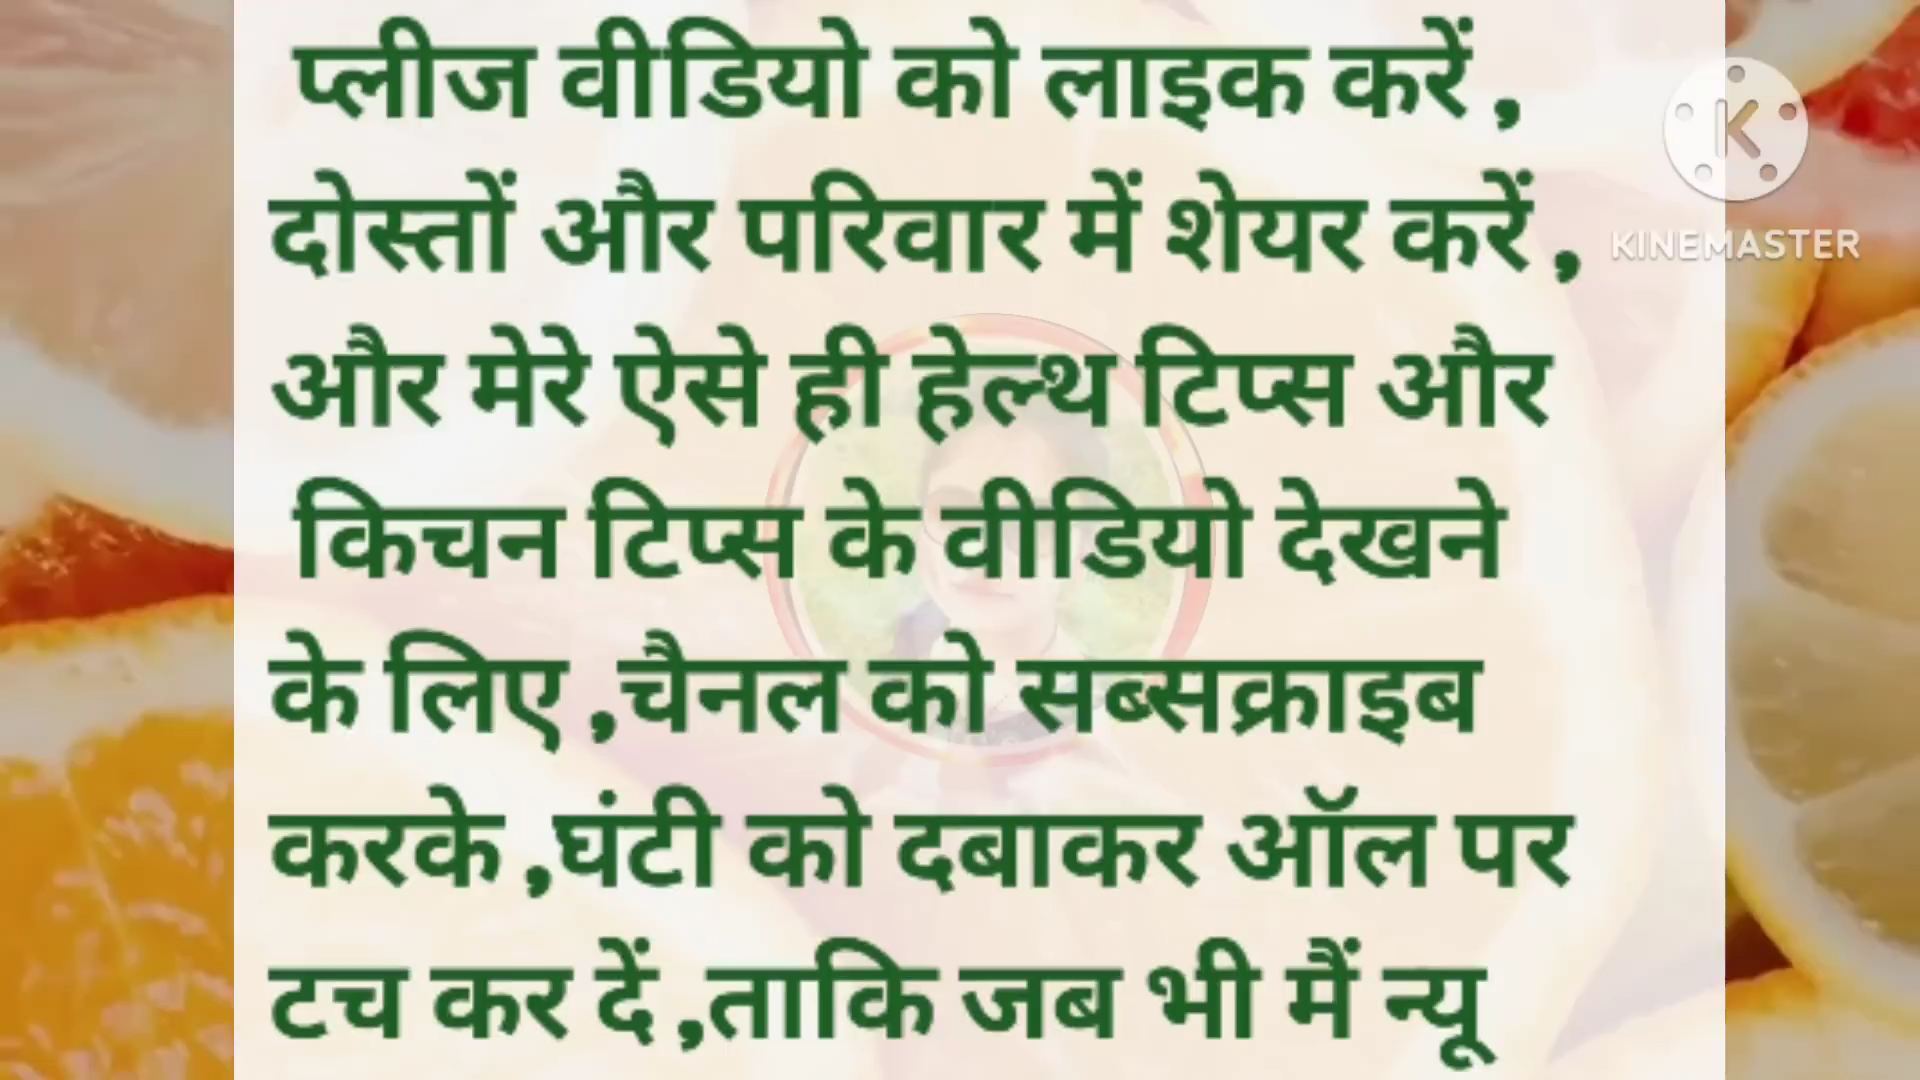 प्लीज वीडियो को लाइक करें ,
दोस्तों और परिवार में शेयर करें ,
और मेरे ऐसे ही हेल्थ टिप्स और
किचन टिप्स के वीडियो देखने
के लिए ,चैनल को सब्सक्राइब
करके ,घंटी को दबाकर ऑल पर
टच कर दें ,ताकि जब भी मैं न्यू
K
KINEMASTER